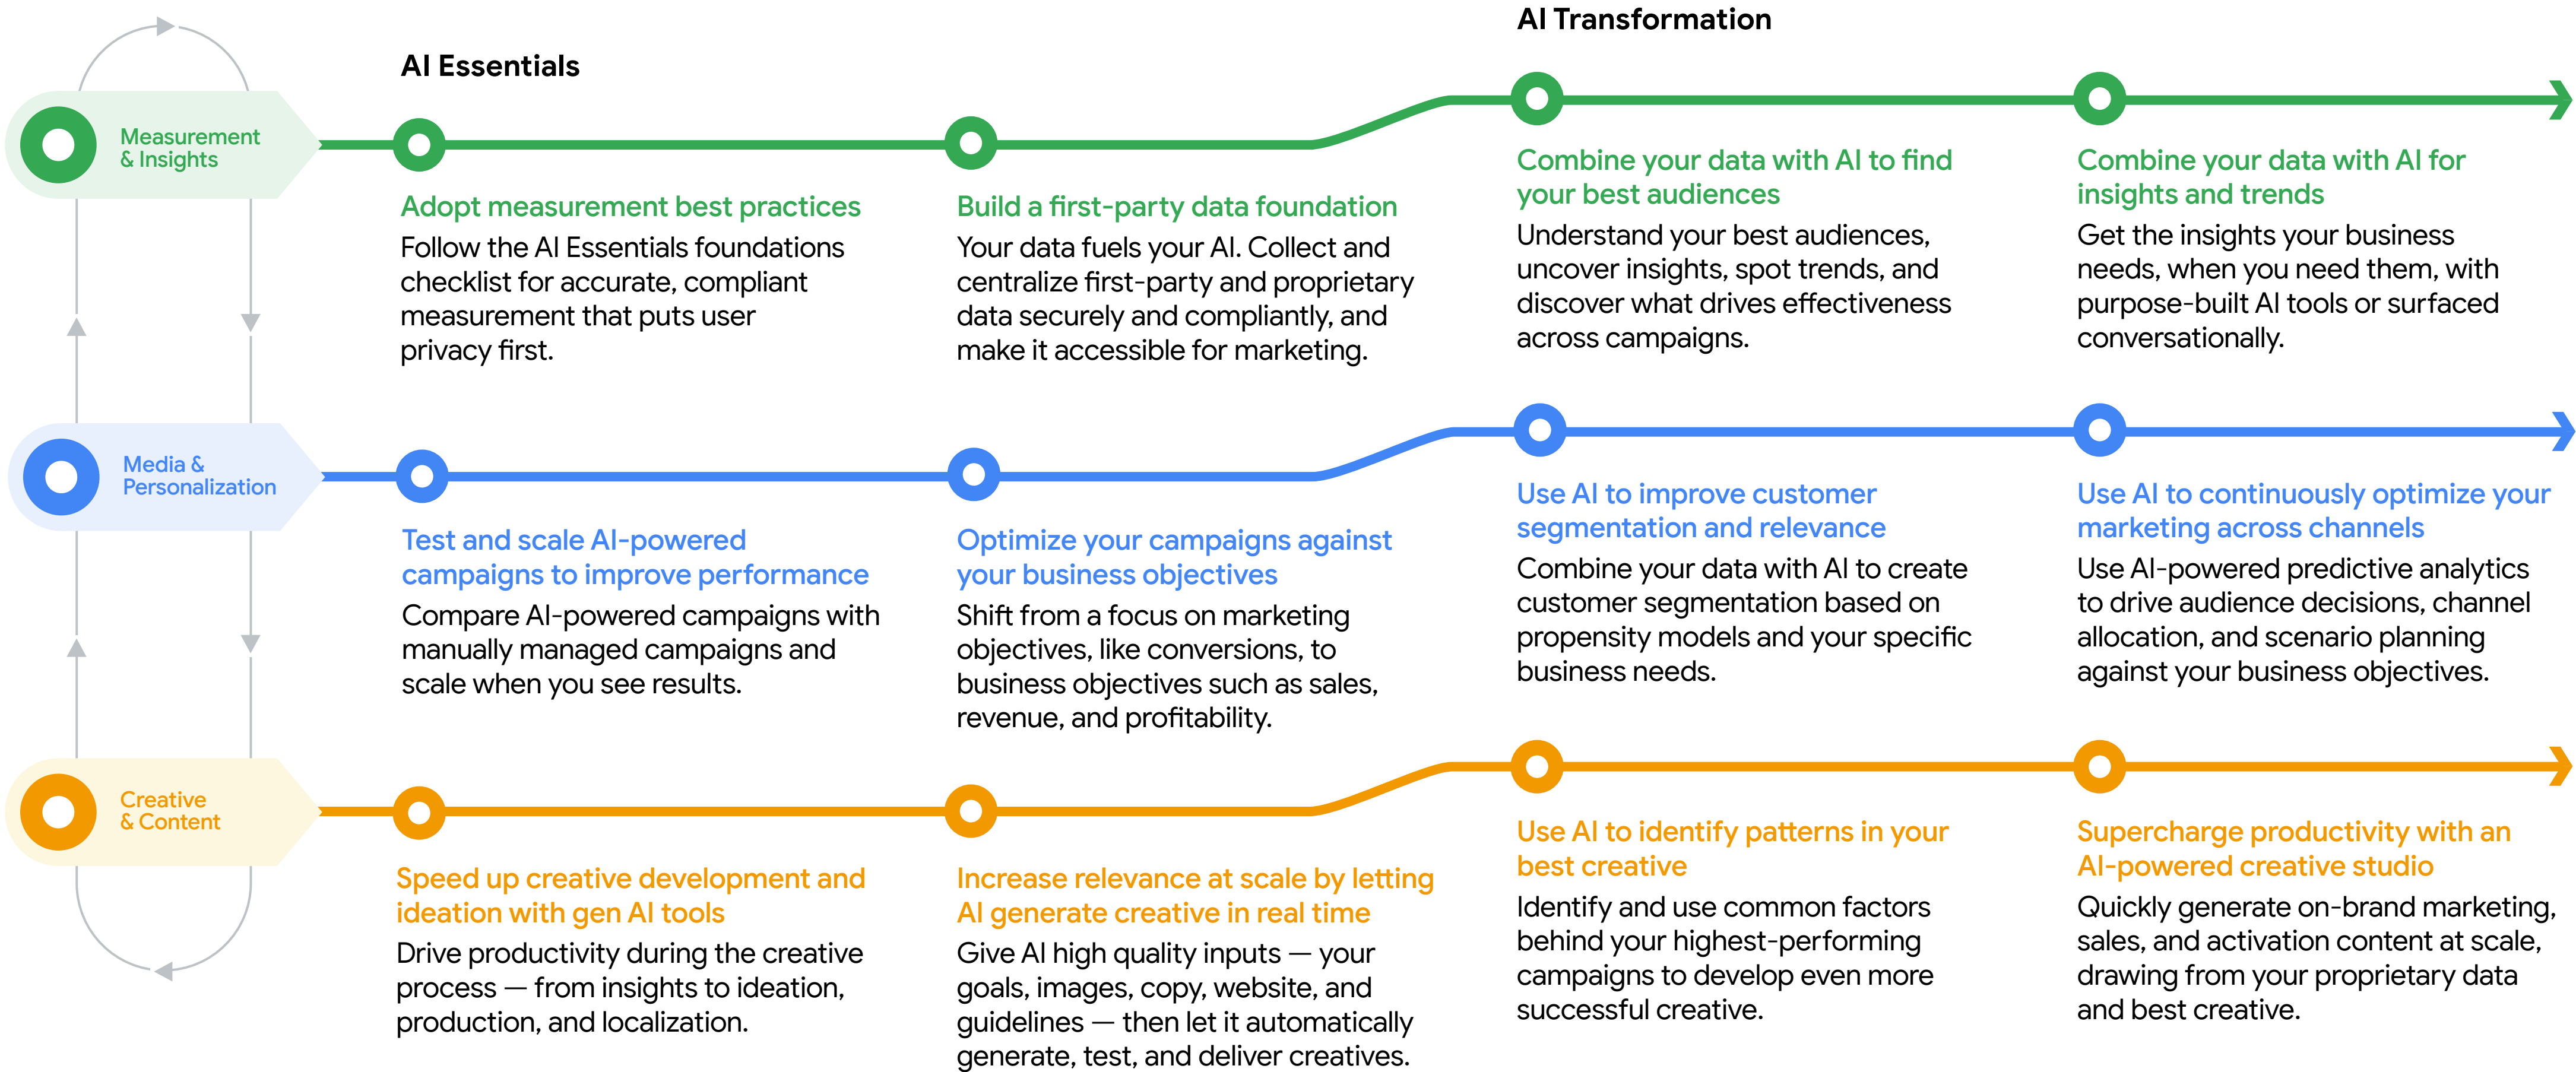 AI Transformation
AI Essentials
Measurement
& Insights
Adopt measurement best practices
Follow the AI Essentials foundations
checklist for accurate, compliant
measurement that puts user
privacy first.
Build a first-party data foundation
Your data fuels your AI. Collect and
centralize first-party and proprietary
data securely and compliantly, and
make it accessible for marketing.
Combine your data with AI to find
your best audiences
Understand your best audiences,
uncover insights, spot trends, and
discover what drives effectiveness
across campaigns.
Combine your data with AI for
insights and trends
Get the insights your business
needs, when you need them, with
purpose-built AI tools or surfaced
conversationally.
Media &
Personalization
Test and scale AI-powered
campaigns to improve performance
Compare AI-powered campaigns with
manually managed campaigns and
scale when you see results.
Optimize your campaigns against
your business objectives
Shift from a focus on marketing
objectives, like conversions, to
business objectives such as sales,
revenue, and profitability.
Use AI to improve customer
segmentation and relevance
Combine your data with AI to create
customer segmentation based on
propensity models and your specific
business needs.
Use AI to continuously optimize your
marketing across channels
Use AI-powered predictive analytics
to drive audience decisions, channel
allocation, and scenario planning
against your business objectives.
Creative
& Content
Speed up creative development and
ideation with gen AI tools
Drive productivity during the creative
process — from insights to ideation,
production, and localization.
Increase relevance at scale by letting
AI generate creative in real time
Give AI high quality inputs — your
goals, images, copy, website, and
guidelines — then let it automatically
generate, test, and deliver creatives.
Use AI to identify patterns in your
best creative
Identify and use common factors
behind your highest-performing
campaigns to develop even more
successful creative.
Supercharge productivity with an
AI-powered creative studio
Quickly generate on-brand marketing,
sales, and activation content at scale,
drawing from your proprietary data
and best creative.